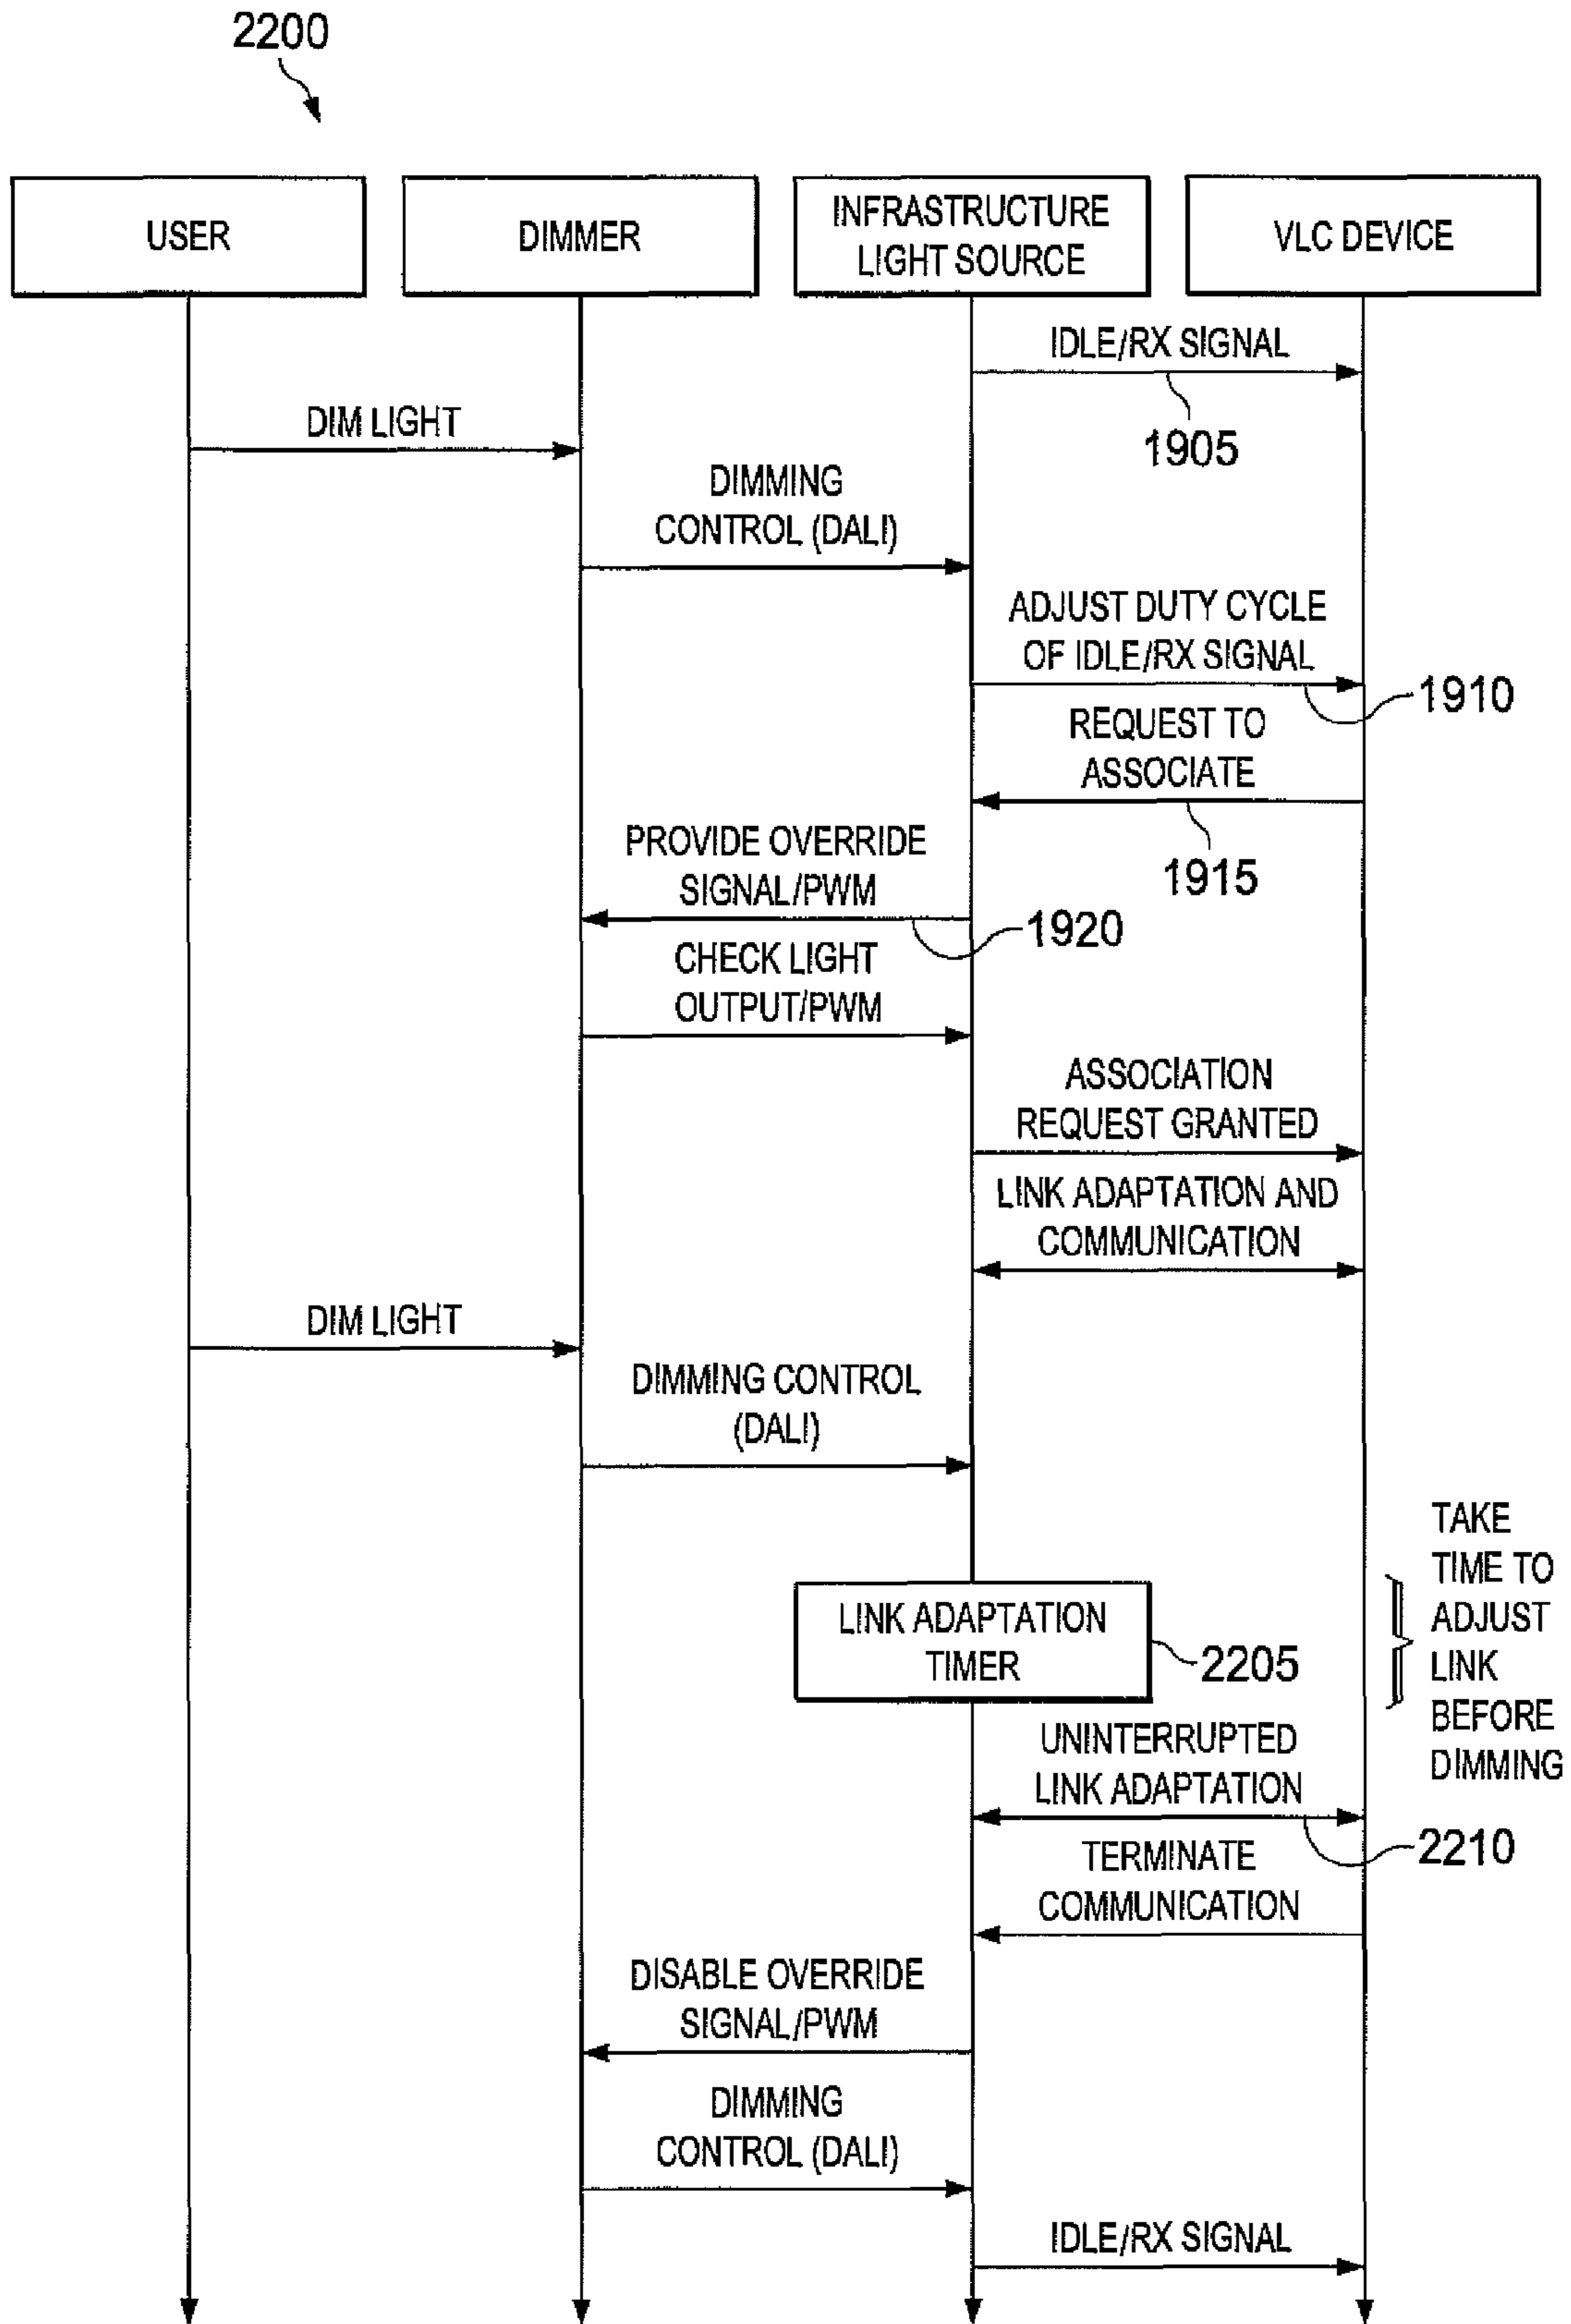 2200
USER
DIMMER
INFRASTRUCTURE
LIGHT SOURCE
VLC DEVICE
IDLE/RX SIGNAL
1905
DIM LIGHT
DIMMING
CONTROL (DALI)
ADJUST DUTY CYCLE
OF IDLE/RX SIGNAL
1910
REQUEST TO
ASSOCIATE
1915
PROVIDE OVERRIDE
SIGNAL/PWM
1920
CHECK LIGHT
OUTPUT/PWM
ASSOCIATION
REQUEST GRANTED
LINK ADAPTATION AND
COMMUNICATION
DIM LIGHT
DIMMING CONTROL
(DALI)
LINK ADAPTATION
TIMER
2205
TAKE
TIME TO
ADJUST
LINK
BEFORE
DIMMING
UNINTERRUPTED
LINK ADAPTATION
2210
TERMINATE
COMMUNICATION
DISABLE OVERRIDE
SIGNAL/PWM
DIMMING
CONTROL (DALI)
IDLE/RX SIGNAL